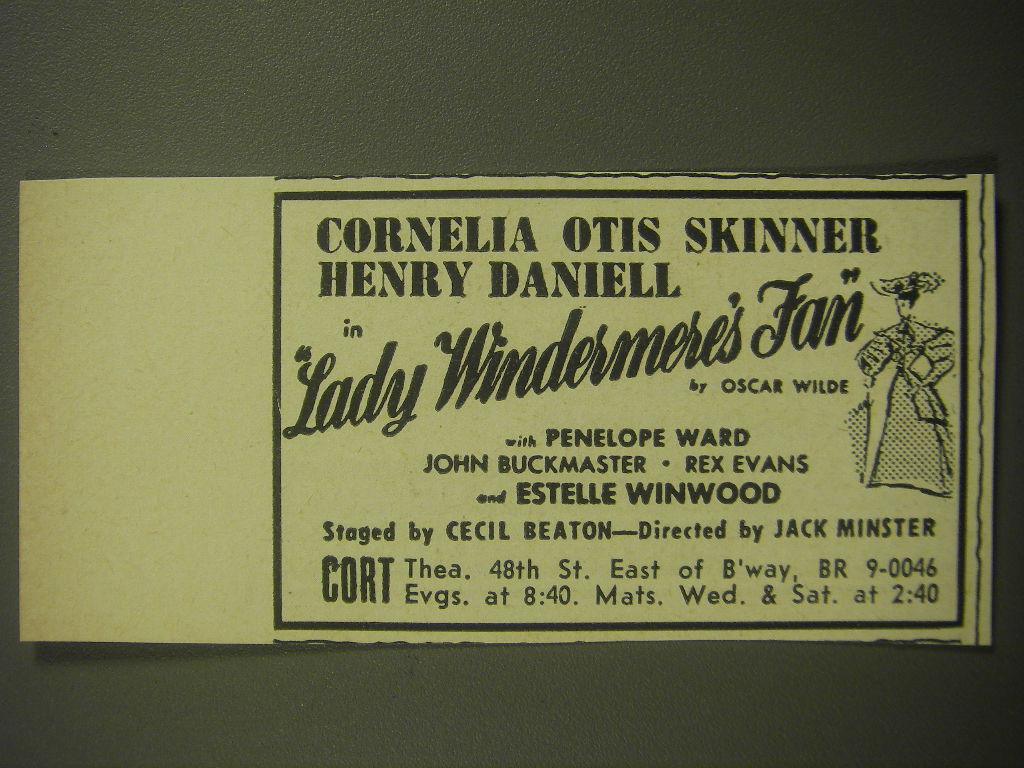 CORNELIA OTIS SKINNER
HENRY DANIELL
in
"Lady Windermere's Fan"
by OSCAR WILDE
with PENELOPE WARD
JOHN BUCKMASTER • REX EVANS
and ESTELLE WINWOOD
Staged by CECIL BEATON—Directed by JACK MINSTER
CORT Thea. 48th St. East of B'way, BR 9-0046
Evgs. at 8:40. Mats. Wed. & Sat. at 2:40